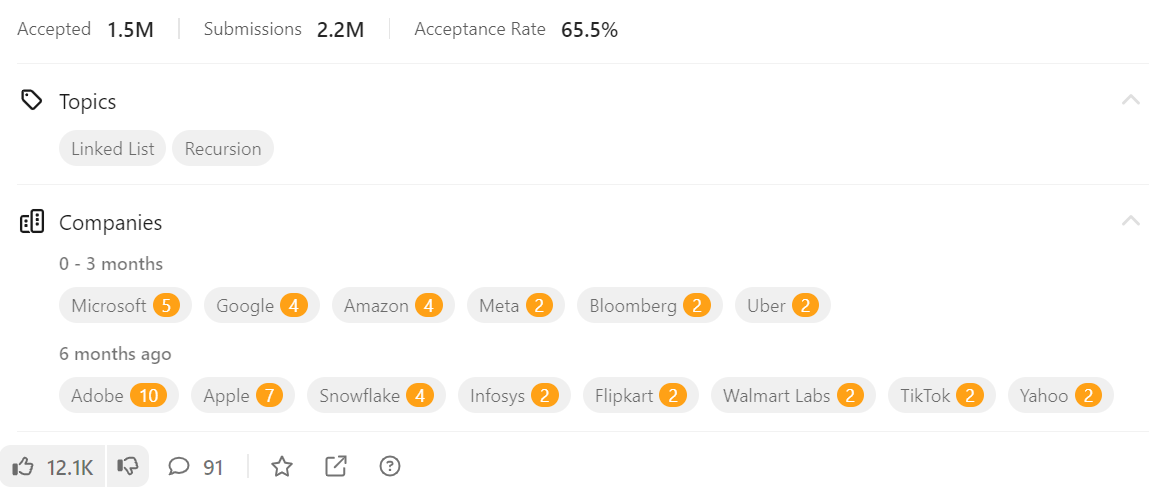 Accepted 1.5M Submissions 2.2M Acceptance Rate 65.5%
Topics
Linked List Recursion
Companies
0 - 3 months
Microsoft 5 Google 4 Amazon 4 Meta 2 Bloomberg 2 Uber 2
6 months ago
Adobe 10 Apple 7 Snowflake 4 Infosys 2 Flipkart 2 Walmart Labs 2 TikTok 2 Yahoo 2
12.1K 91